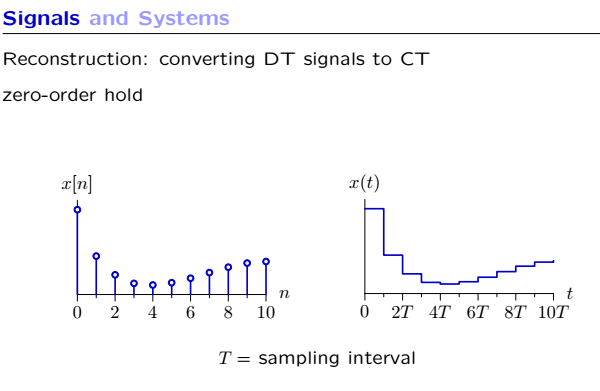 Signals and Systems
Reconstruction: converting DT signals to CT
zero-order hold
x[n]
n
0 2 4 6 8 10
x(t)
t
0 2T 4T 6T 8T 10T
T = sampling interval